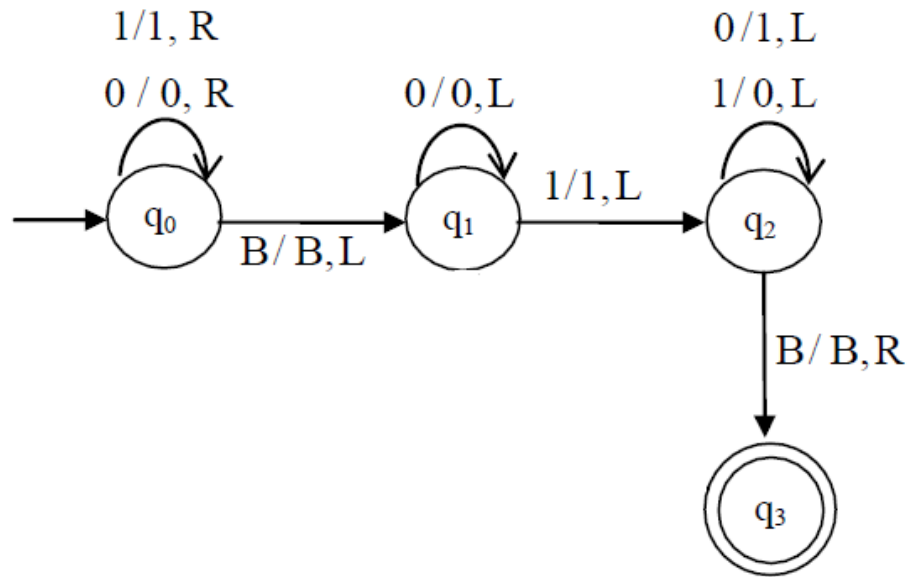 1/1, R
0 / 0, R
0/0, L
0/1, L
1/0, L
q0
B/ B, L
q1
1/1, L
q2
B/ B, R
q3